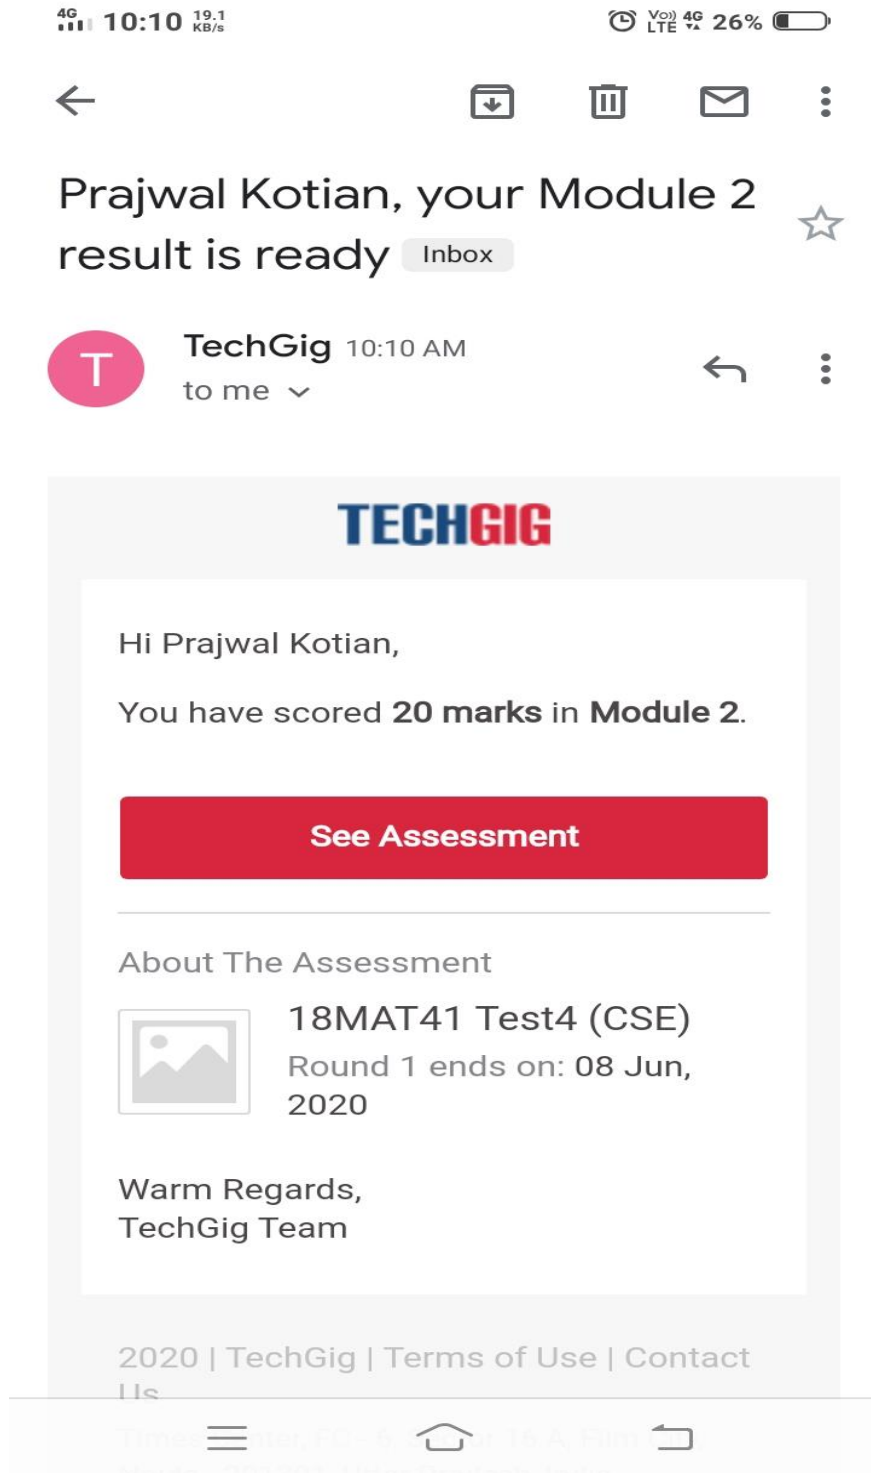 4G 10:10 19.1 KB/s Vo)) LTE 4G 26%
Prajwal Kotian, your Module 2
result is ready Inbox
T
TechGig 10:10 AM
to me
TECHGIG
Hi Prajwal Kotian,
You have scored 20 marks in Module 2.
See Assessment
About The Assessment
18MAT41 Test4 (CSE)
Round 1 ends on: 08 Jun,
2020
Warm Regards,
TechGig Team
2020 | TechGig | Terms of Use | Contact
Us